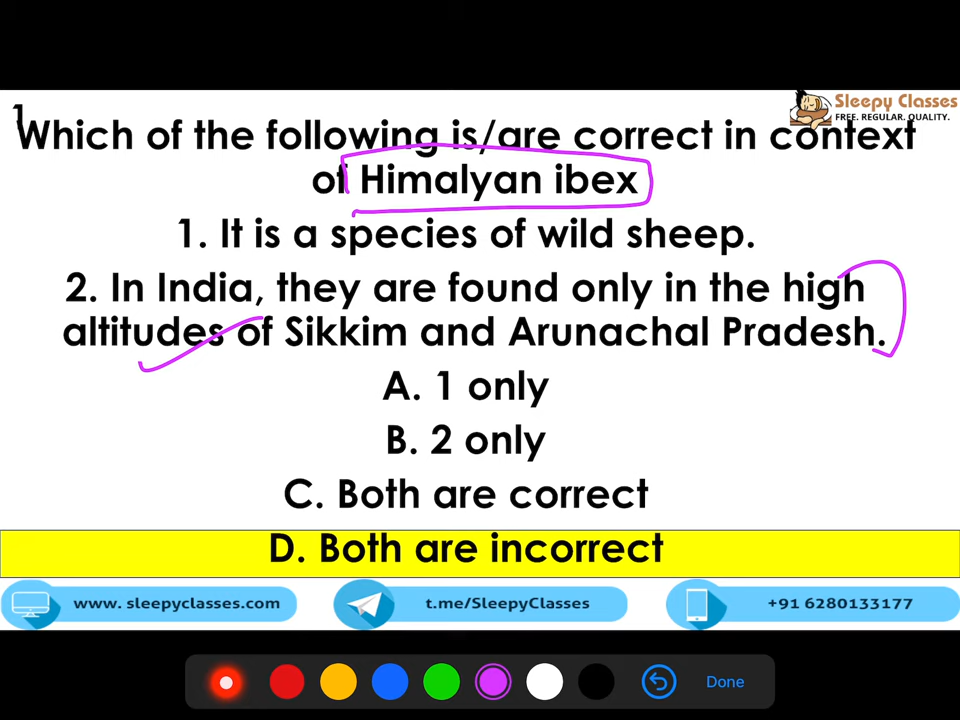 1
Sleepy Classes
FREE. REGULAR. QUALITY.
Which of the following is/are correct in context
of Himalyan ibex
1. It is a species of wild sheep.
2. In India, they are found only in the high
altitudes of Sikkim and Arunachal Pradesh.
A. 1 only
B. 2 only
C. Both are correct
D. Both are incorrect
www. sleepyclasses.com
t.me/SleepyClasses
+91 6280133177
Done